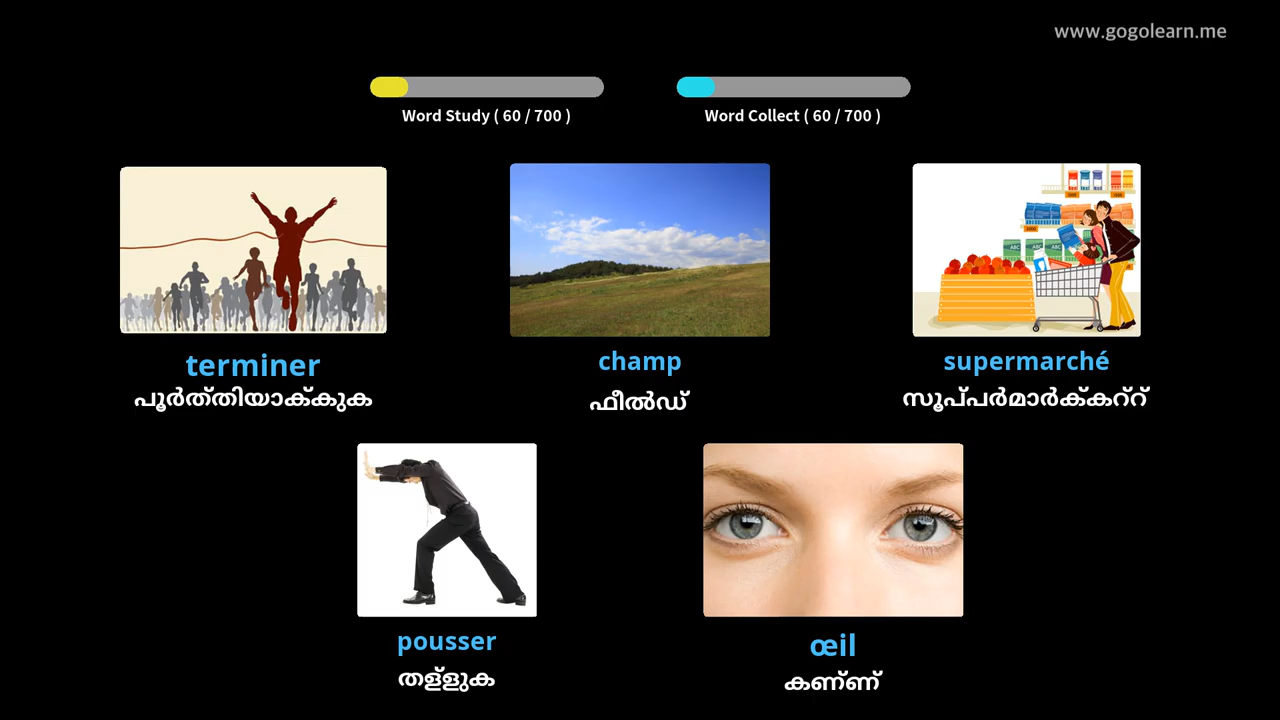 www.gogolearn.me
Word Study ( 60 / 700 )
Word Collect ( 60 / 700 )
terminer
പൂർത്തിയാക്കുക
champ
ഫീൽഡ്
supermarché
സൂപ്പർമാർക്കറ്റ്
pousser
തള്ളുക
œil
കണ്ണ്